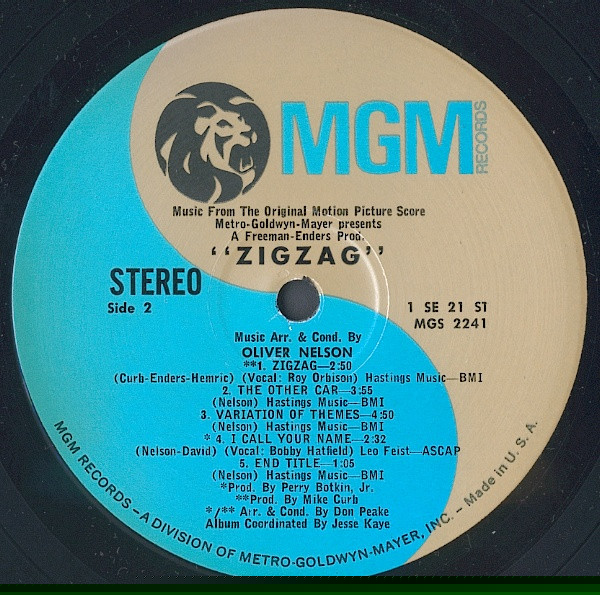 MGM
RECORDS
Music From The Original Motion Picture Score
Metro-Goldwyn-Mayer presents
A Freeman-Enders Prod.
"ZIGZAG"
STEREO
Side 2
1 SE 21 ST
MGS 2241
Music Arr. & Cond. By
OLIVER NELSON
**1. ZIGZAG—2:50
(Curb-Enders-Hemric) (Vocal: Roy Orbison) Hastings Music—BMI
2. THE OTHER CAR—3:55
(Nelson) Hastings Music—BMI
3. VARIATION OF THEMES—4:50
(Nelson) Hastings Music—BMI
* 4. I CALL YOUR NAME—2:32
(Nelson-David) (Vocal: Bobby Hatfield) Leo Feist—ASCAP
5. END TITLE—1:05
(Nelson) Hastings Music—BMI
*Prod. By Perry Botkin, Jr.
**Prod. By Mike Curb
*/** Arr. & Cond. By Don Peake
Album Coordinated By Jesse Kaye
MGM RECORDS – A DIVISION OF METRO-GOLDWYN-MAYER, INC. – Made in U. S. A.